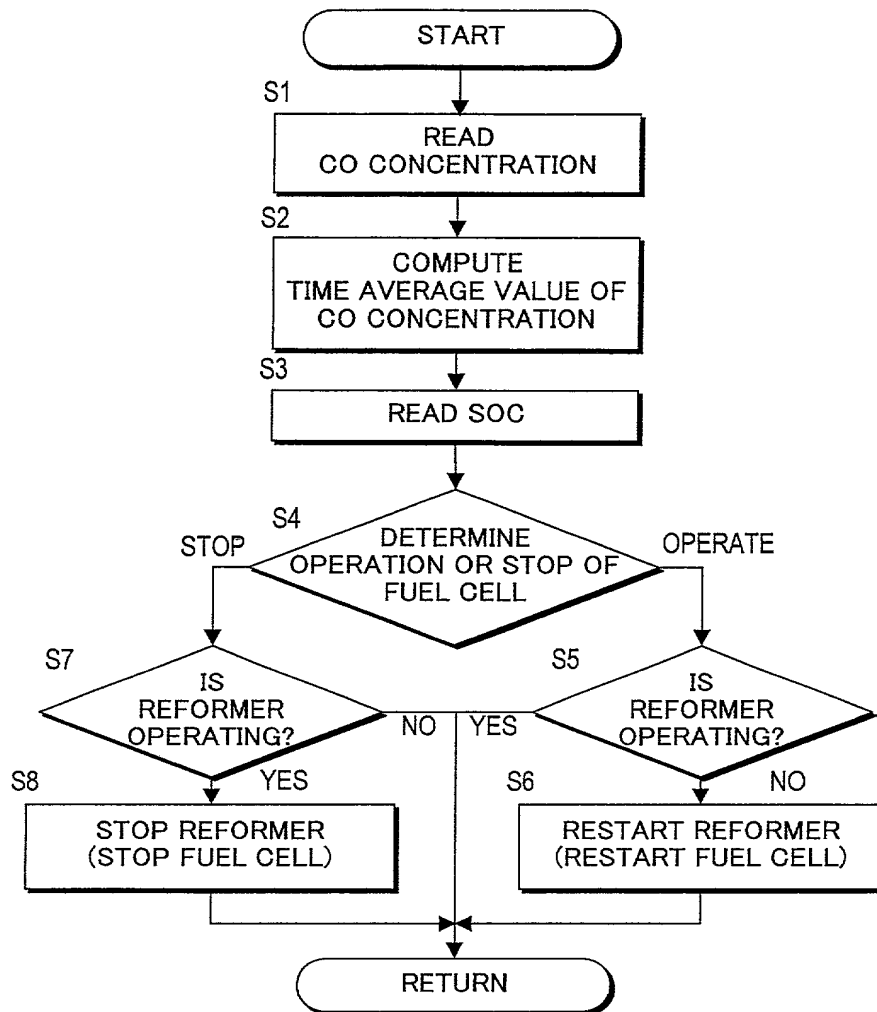 START
S1
READ
CO CONCENTRATION
S2
COMPUTE
TIME AVERAGE VALUE OF
CO CONCENTRATION
S3
READ SOC
S4
DETERMINE
OPERATION OR STOP OF
FUEL CELL
STOP
OPERATE
S7
IS
REFORMER
OPERATING?
NO
YES
S5
IS
REFORMER
OPERATING?
YES
NO
S8
STOP REFORMER
(STOP FUEL CELL)
S6
RESTART REFORMER
(RESTART FUEL CELL)
RETURN